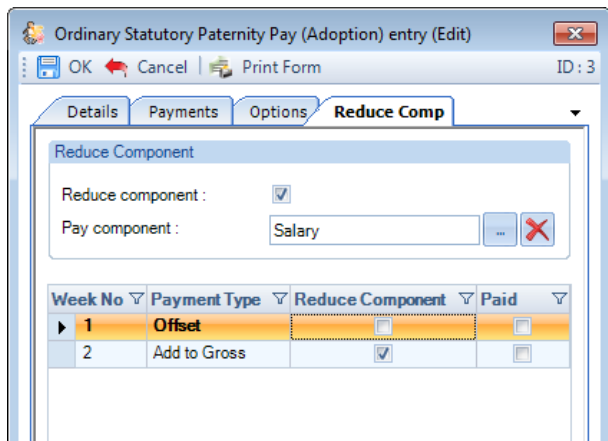 Ordinary Statutory Paternity Pay (Adoption) entry (Edit)
OK Cancel Print Form ID : 3
Details Payments Options Reduce Comp
Reduce Component
Reduce component :
Pay component : Salary ...
Week No Payment Type Reduce Component Paid
1 Offset
2 Add to Gross